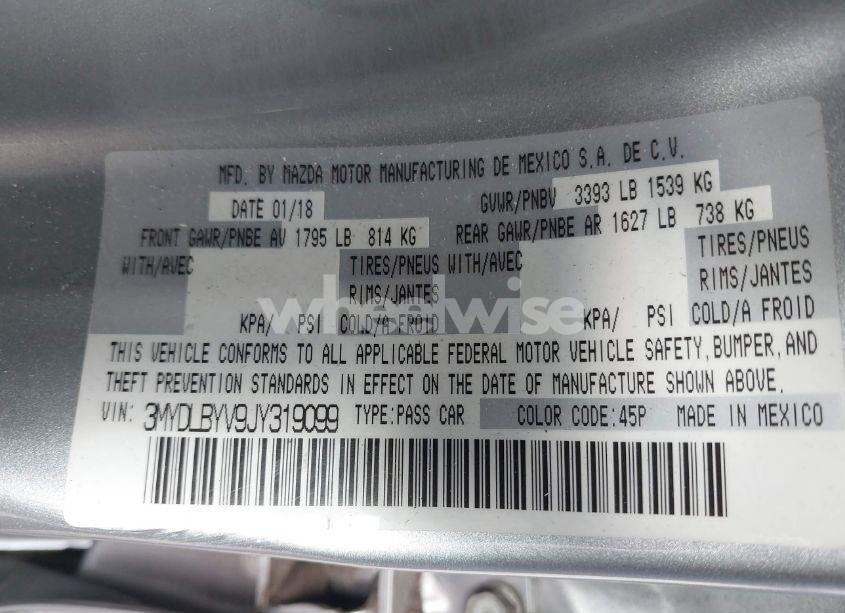 MFD. BY MAZDA MOTOR MANUFACTURING DE MEXICO S.A. DE C.V.
DATE 01/18 GVWR/PNBV 3393 LB 1539 KG
FRONT GAWR/PNBE AV 1795 LB 814 KG REAR GAWR/PNBE AR 1627 LB 738 KG
WITH/AVEC TIRES/PNEUS WITH/AVEC TIRES/PNEUS
RIMS/JANTES RIMS/JANTES
wheelwise
KPA/ PSI COLD/A FROID KPA/ PSI COLD/A FROID
THIS VEHICLE CONFORMS TO ALL APPLICABLE FEDERAL MOTOR VEHICLE SAFETY, BUMPER, AND
THEFT PREVENTION STANDARDS IN EFFECT ON THE DATE OF MANUFACTURE SHOWN ABOVE.
VIN: 3MYDLBYV9JY319099 TYPE:PASS CAR COLOR CODE:45P MADE IN MEXICO